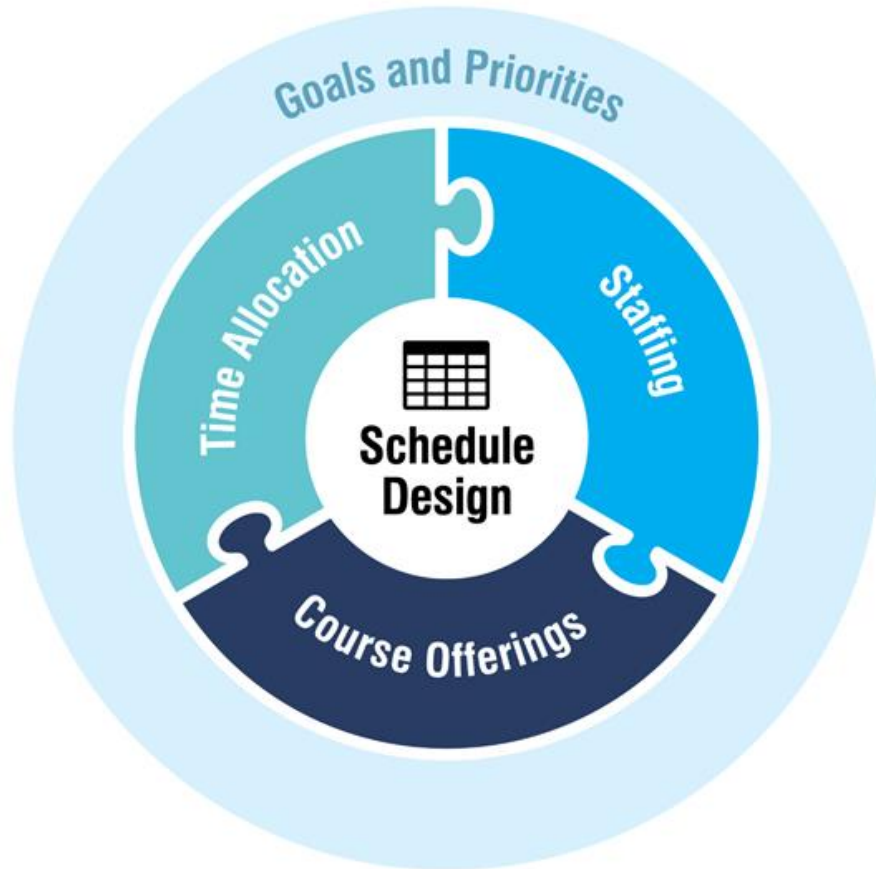 Goals and Priorities
Time Allocation
Staffing
Schedule
Design
Course Offerings